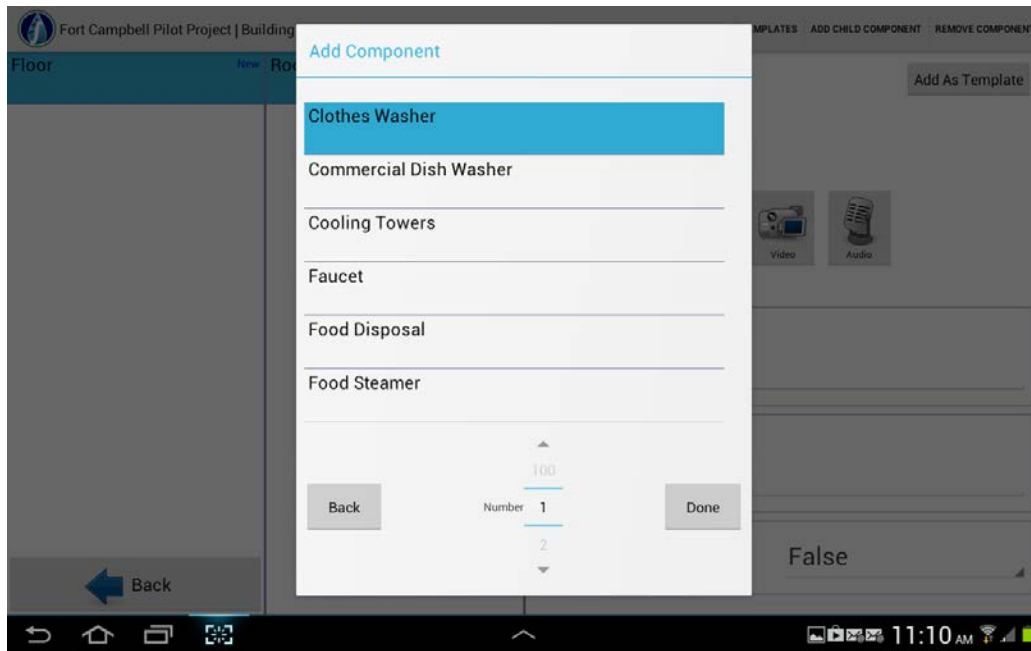 Fort Campbell Pilot Project | Building
MPLATES ADD CHILD COMPONENT REMOVE COMPONEN
Floor
New
Roo
Add As Template
Add Component
Clothes Washer
Commercial Dish Washer
Cooling Towers
Faucet
Food Disposal
Food Steamer
Video
Audio
100
Back
Number 1
Done
2
False
Back
11:10 AM